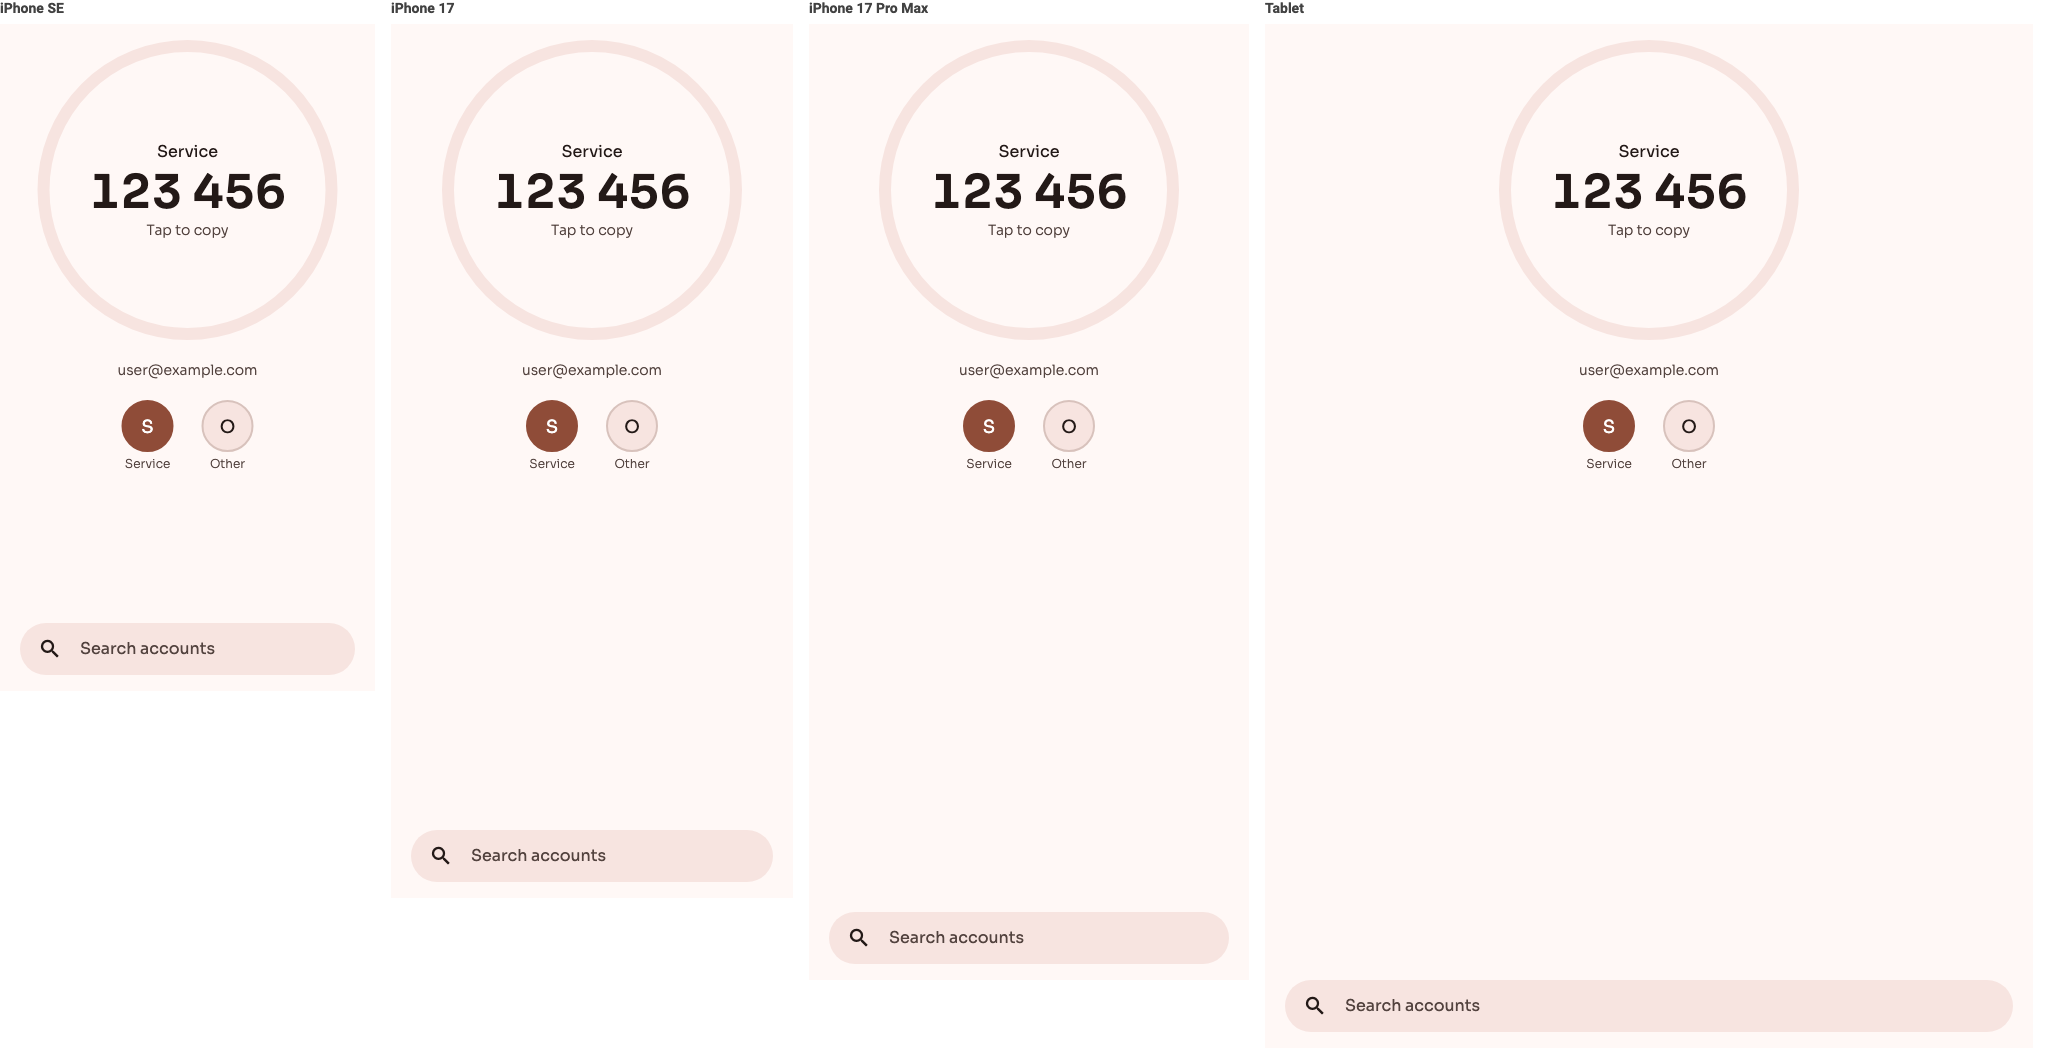 iPhone SE
Service
123 456
Tap to copy
user@example.com
S O
Service Other
Search accounts
iPhone 17
Service
123 456
Tap to copy
user@example.com
S O
Service Other
Search accounts
iPhone 17 Pro Max
Service
123 456
Tap to copy
user@example.com
S O
Service Other
Search accounts
Tablet
Service
123 456
Tap to copy
user@example.com
S O
Service Other
Search accounts